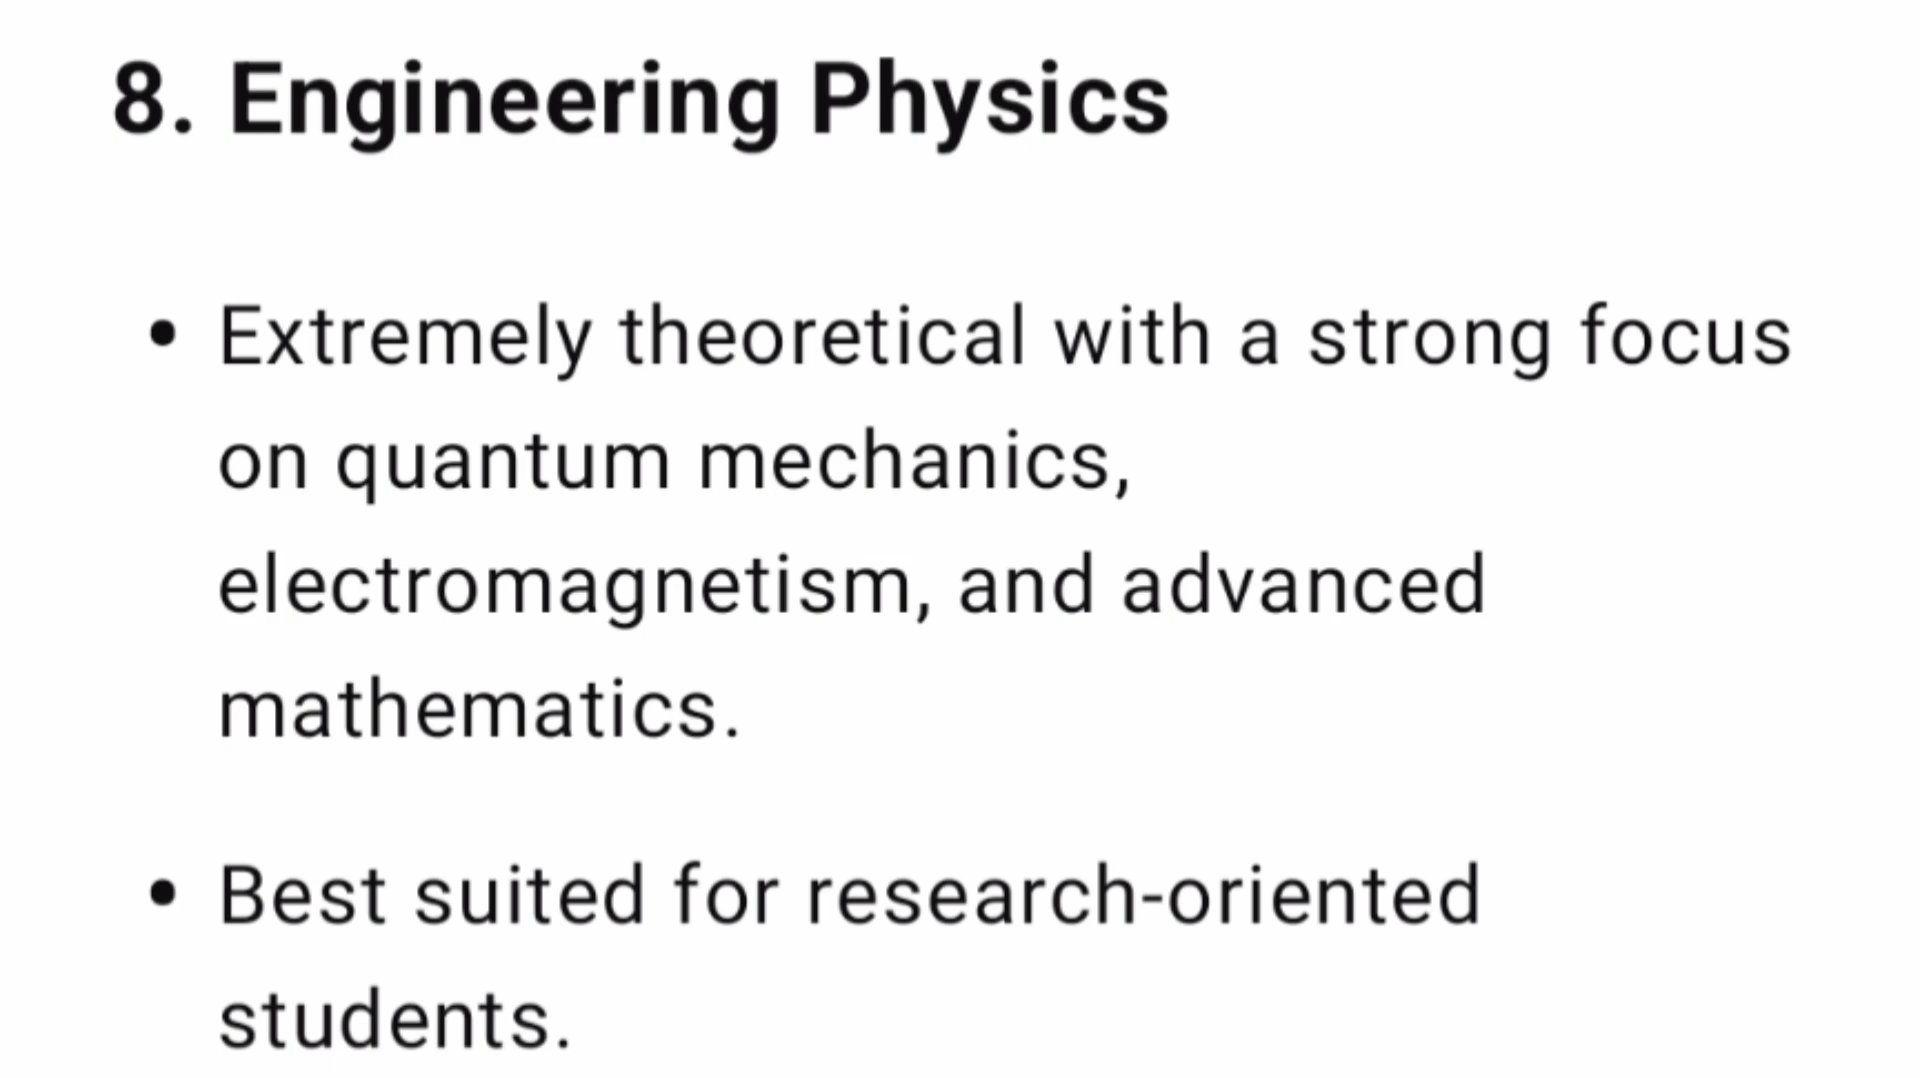 8. Engineering Physics
• Extremely theoretical with a strong focus
on quantum mechanics,
electromagnetism, and advanced
mathematics.
• Best suited for research-oriented
students.